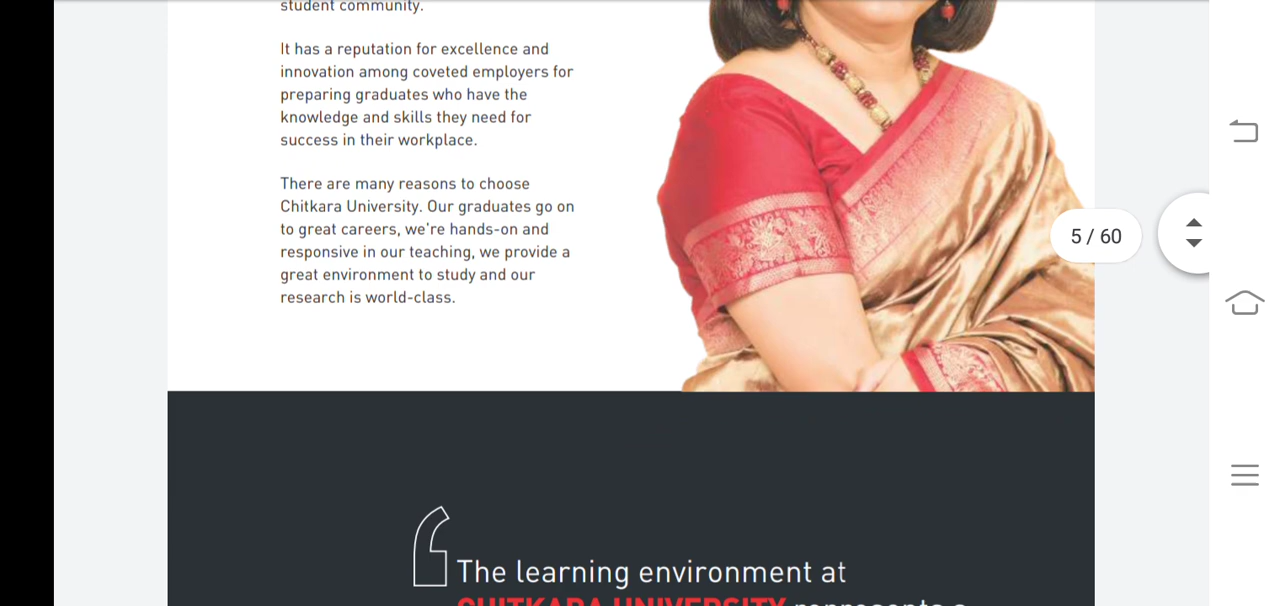 student community.
It has a reputation for excellence and
innovation among coveted employers for
preparing graduates who have the
knowledge and skills they need for
success in their workplace.
There are many reasons to choose
Chitkara University. Our graduates go on
to great careers, we're hands-on and
responsive in our teaching, we provide a
great environment to study and our
research is world-class.
5 / 60
The learning environment at
CHITKARA UNIVERSITY represents a